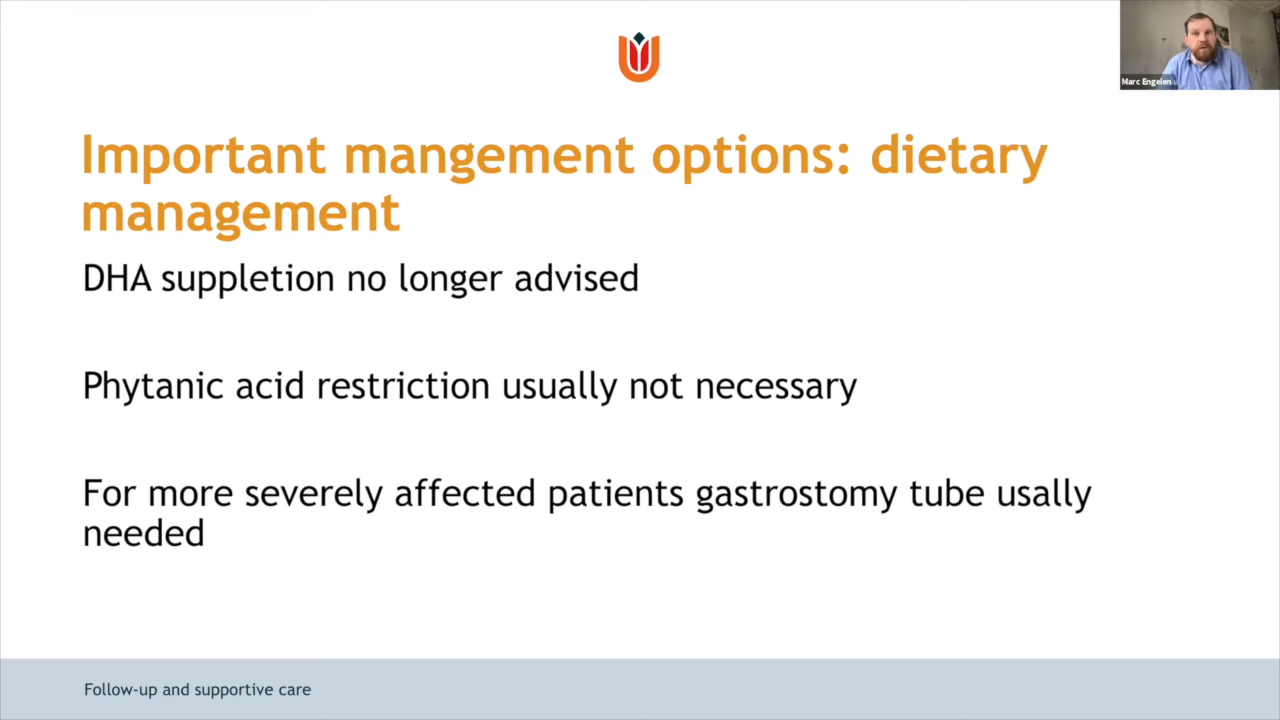 Marc Engelen
Important mangement options: dietary
management
DHA suppletion no longer advised
Phytanic acid restriction usually not necessary
For more severely affected patients gastrostomy tube usally
needed
Follow-up and supportive care